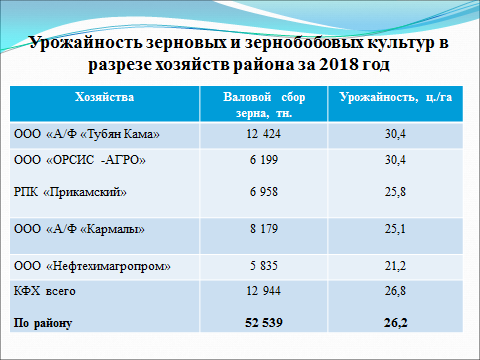 Урожайность зерновых и зернобобовых культур в
разрезе хозяйств района за 2018 год
Хозяйства Валовой сбор Урожайность, ц./га
зерна, тн.
ООО «А/Ф «Тубян Кама» 12 424 30,4
ООО «ОРСИС -АГРО» 6 199 30,4
РПК «Прикамский» 6 958 25,8
ООО «А/Ф «Кармалы» 8 179 25,1
ООО «Нефтехимагропром» 5 835 21,2
КФХ всего 12 944 26,8
По району 52 539 26,2